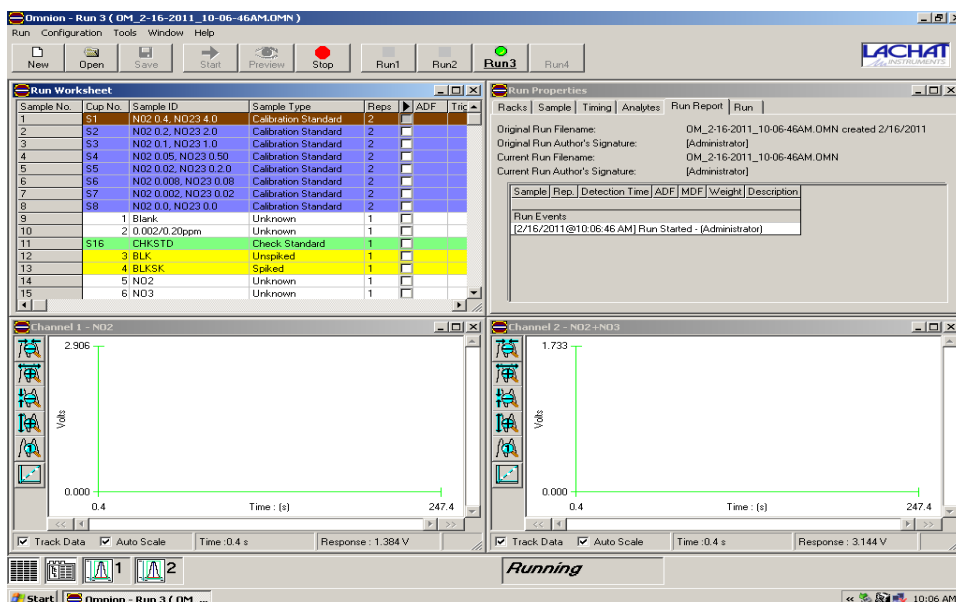 Omnion - Run 3 ( OM_2-16-2011_10-06-46AM.OMN )
Run Configuration Tools Window Help
New Open Save Start Preview Stop Run1 Run2 Run3 Run4
LACHAT
INSTRUMENTS
Run Worksheet
Sample No. Cup No. Sample ID Sample Type Reps ADF Trig
1 S1 N02 0.4, NO23 4.0 Calibration Standard 2
2 S2 N02 0.2, NO23 2.0 Calibration Standard 2
3 S3 N02 0.1, NO23 1.0 Calibration Standard 2
4 S4 N02 0.05, NO23 0.50 Calibration Standard 2
5 S5 N02 0.02, NO23 0.2.0 Calibration Standard 2
6 S6 N02 0.008, NO23 0.08 Calibration Standard 2
7 S7 N02 0.002, NO23 0.02 Calibration Standard 2
8 S8 N02 0.0, NO23 0.0 Calibration Standard 2
9 1 Blank Unknown 1
10 2 0.002/0.20ppm Unknown 1
11 S16 CHKSTD Check Standard 1
12 3 BLK Unspiked 1
13 4 BLKSK Spiked 1
14 5 NO2 Unknown 1
15 6 NO3 Unknown 1
Run Properties
Racks Sample Timing Analytes Run Report Run
Original Run Filename: OM_2-16-2011_10-06-46AM.OMN created 2/16/2011
Original Run Author's Signature: [Administrator]
Current Run Filename: OM_2-16-2011_10-06-46AM.OMN
Current Run Author's Signature: [Administrator]
Sample Rep. Detection Time ADF MDF Weight Description
Run Events
[2/16/2011@10:06:46 AM] Run Started - (Administrator)
Channel 1 - NO2
2.906
Volts
0.000
0.4 Time : (s) 247.4
<< >>
Track Data Auto Scale Time :0.4 s Response : 1.384 V
Channel 2 - NO2+NO3
1.733
Volts
0.000
0.4 Time : (s) 247.4
<< >>
Track Data Auto Scale Time :0.4 s Response : 3.144 V
1 2 Running
Start Omnion - Run 3 ( OM_... « 10:06 AM